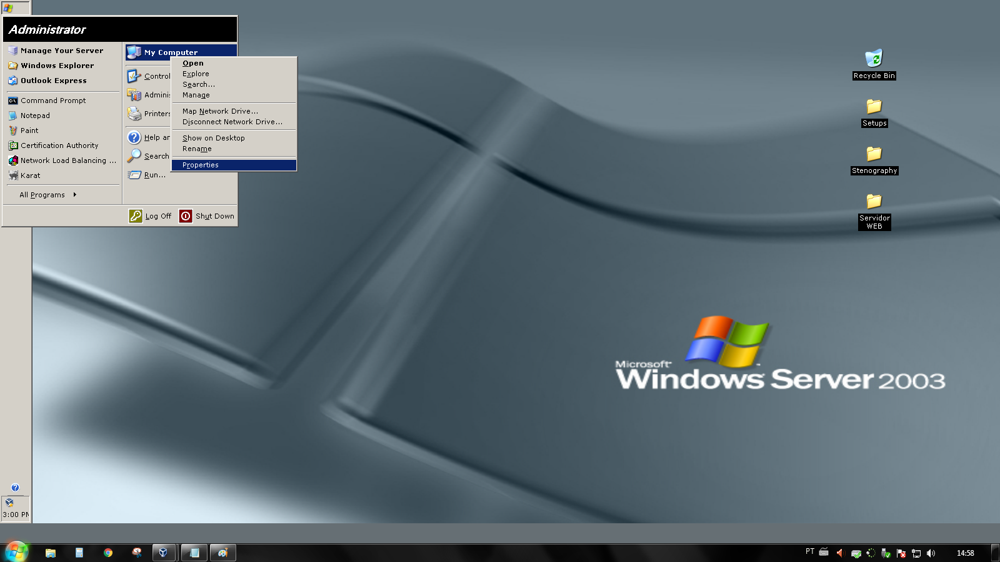 Administrator
Manage Your Server
Windows Explorer
Outlook Express
Command Prompt
Notepad
Paint
Certification Authority
Network Load Balancing ...
Karat
All Programs
My Computer
Control
Adminis
Printers
Help an
Search
Run...
Log Off
Shut Down
Open
Explore
Search...
Manage
Map Network Drive...
Disconnect Network Drive...
Show on Desktop
Rename
Properties
Recycle Bin
Setups
Stenography
Servidor
WEB
Microsoft
Windows Server 2003
3:00 PM
PT
14:58